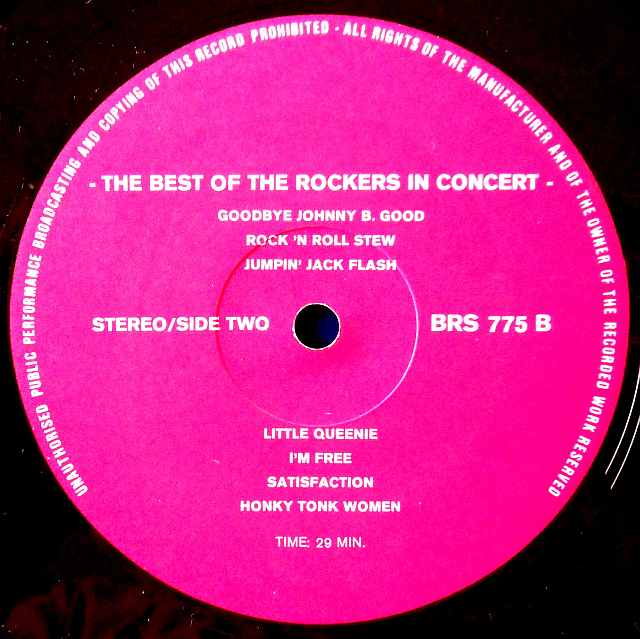 UNAUTHORISED PUBLIC PERFORMANCE BROADCASTING AND COPYING OF THIS RECORD PROHIBITED - ALL RIGHTS OF THE MANUFACTURER AND OF THE OWNER OF THE RECORDED WORK RESERVED
- THE BEST OF THE ROCKERS IN CONCERT -
GOODBYE JOHNNY B. GOOD
ROCK 'N ROLL STEW
JUMPIN' JACK FLASH
STEREO/SIDE TWO BRS 775 B
LITTLE QUEENIE
I'M FREE
SATISFACTION
HONKY TONK WOMEN
TIME: 29 MIN.